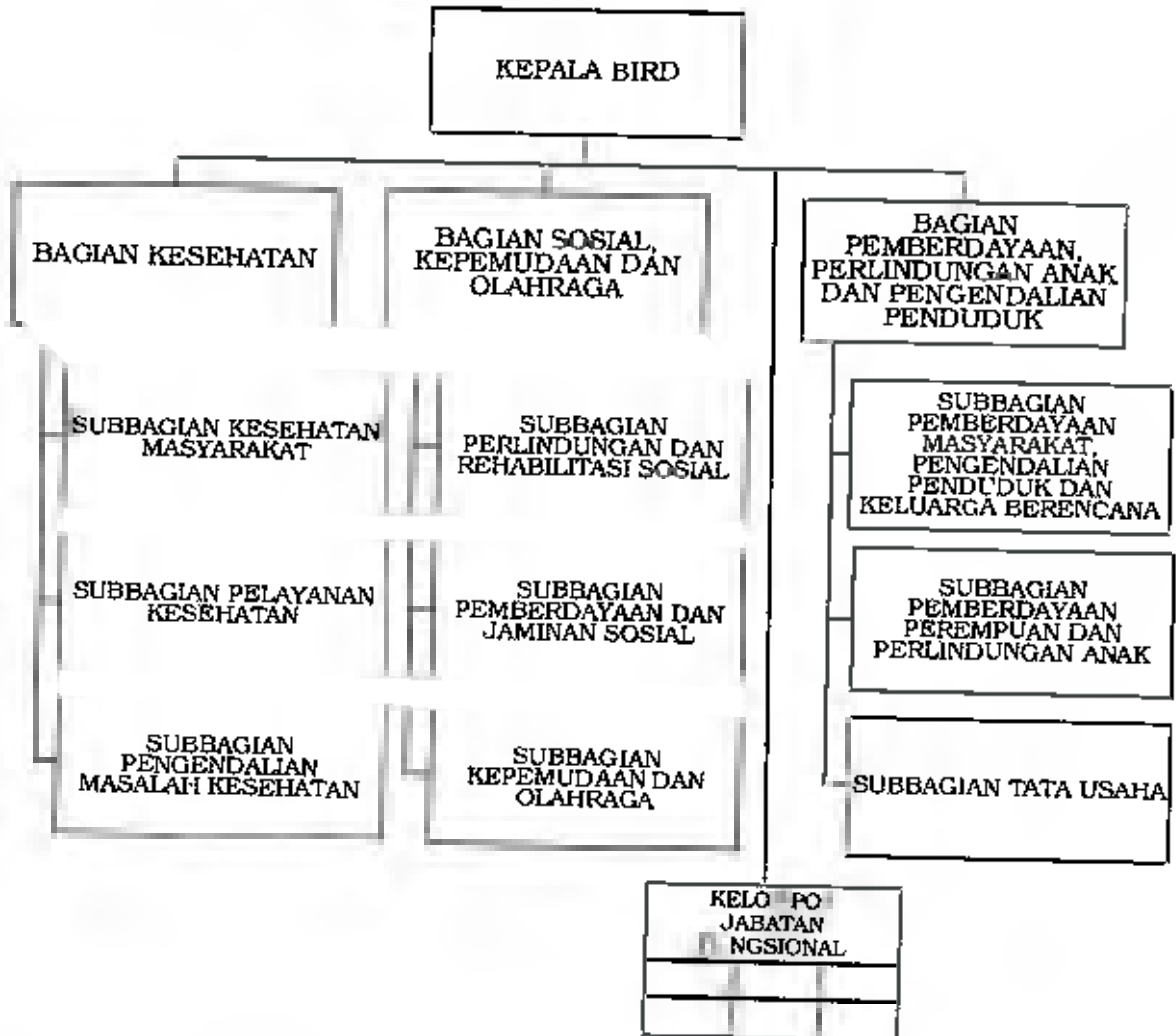 KEPALA BIRD
BAGIAN KESEHATAN
BAGIAN SOSIAL,
KEPEMUDAAN DAN
OLAHRAGA
BAGIAN
PEMBERDAYAAN,
PERLINDUNGAN ANAK
DAN PENGENDALIAN
PENDUDUK
SUBBAGIAN KESEHATAN
MASYARAKAT
SUBBAGIAN PELAYANAN
KESEHATAN
SUBBAGIAN
PENGENDALIAN
MASALAH KESEHATAN
SUBBAGIAN
PERLINDUNGAN DAN
REHABILITASI SOSIAL
SUBBAGIAN
PEMBERDAYAAN DAN
JAMINAN SOSIAL
SUBBAGIAN
KEPEMUDAAN DAN
OLAHRAGA
SUBBAGIAN
PEMBERDAYAAN
MASYARAKAT,
PENGENDALIAN
PENDUDUK DAN
KELUARGA BERENCANA
SUBBAGIAN
PEMBERDAYAAN
PEREMPUAN DAN
PERLINDUNGAN ANAK
SUBBAGIAN TATA USAHA
JABATAN